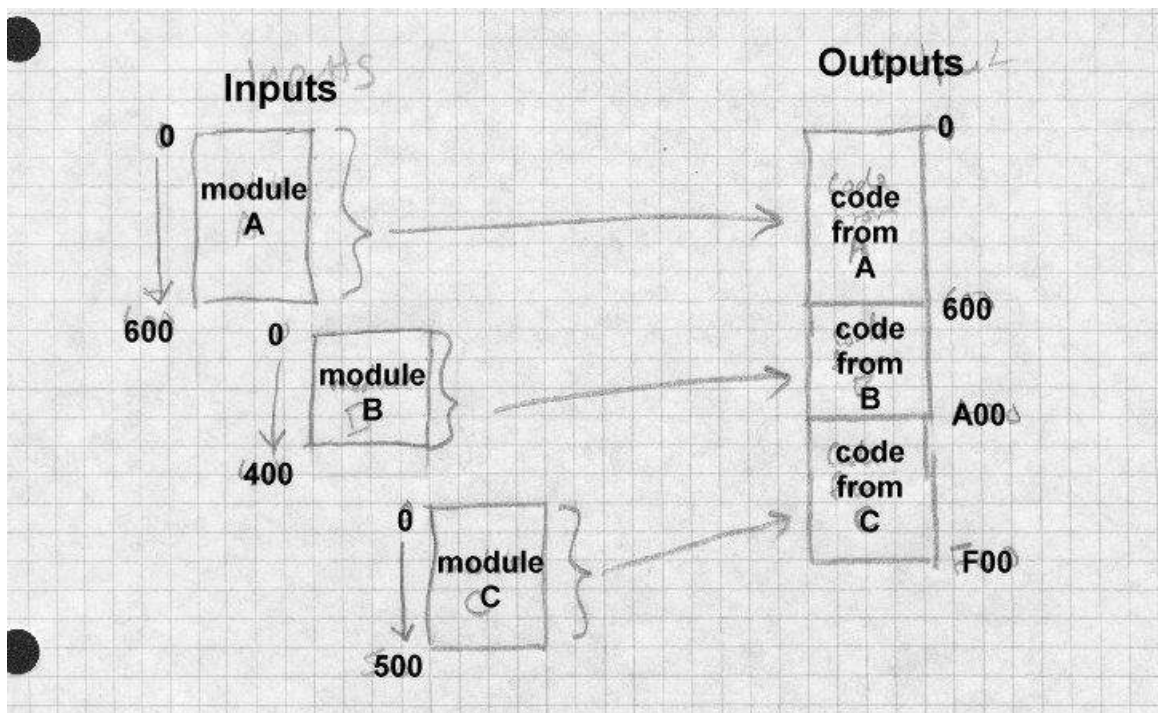 Inputs
Outputs
0
module
A
600
0
module
B
400
0
module
C
500
0
code
from
A
600
code
from
B
A00
code
from
C
F00